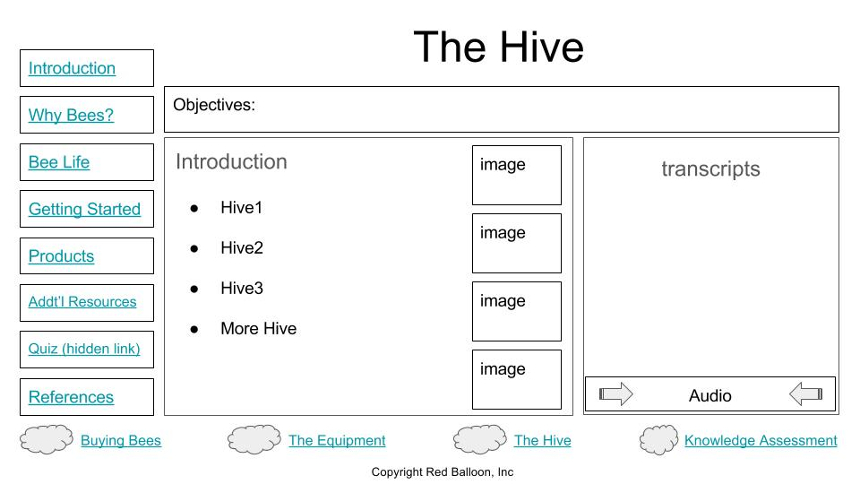 The Hive
Introduction
Why Bees?
Bee Life
Getting Started
Products
Addt'l Resources
Quiz (hidden link)
References
Objectives:
Introduction
● Hive1
● Hive2
● Hive3
● More Hive
image
image
image
image
transcripts
Audio
Buying Bees
The Equipment
The Hive
Knowledge Assessment
Copyright Red Balloon, Inc